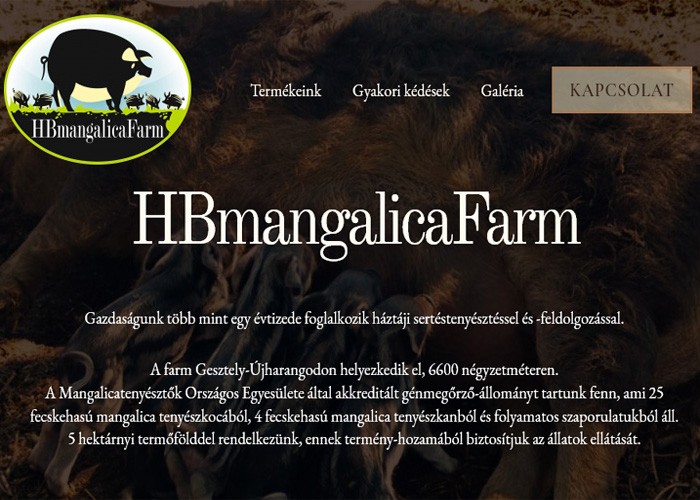 HBmangalicaFarm
Termékeink
Gyakori kédések
Galéria
KAPCSOLAT
HBmangalicaFarm
Gazdaságunk több mint egy évtizede foglalkozik háztáji sertéstenyésztéssel és -feldolgozással.
A farm Gesztely-Újharangodon helyezkedik el, 6600 négyzetméteren.
A Mangalicatenyésztők Országos Egyesülete által akkreditált génmegőrző-állományt tartunk fenn, ami 25
fecskehasú mangalica tenyészkocából, 4 fecskehasú mangalica tenyészkanból és folyamatos szaporulatukból áll.
5 hektárnyi termőfölddel rendelkezünk, ennek termény-hozamából biztosítjuk az állatok ellátását.